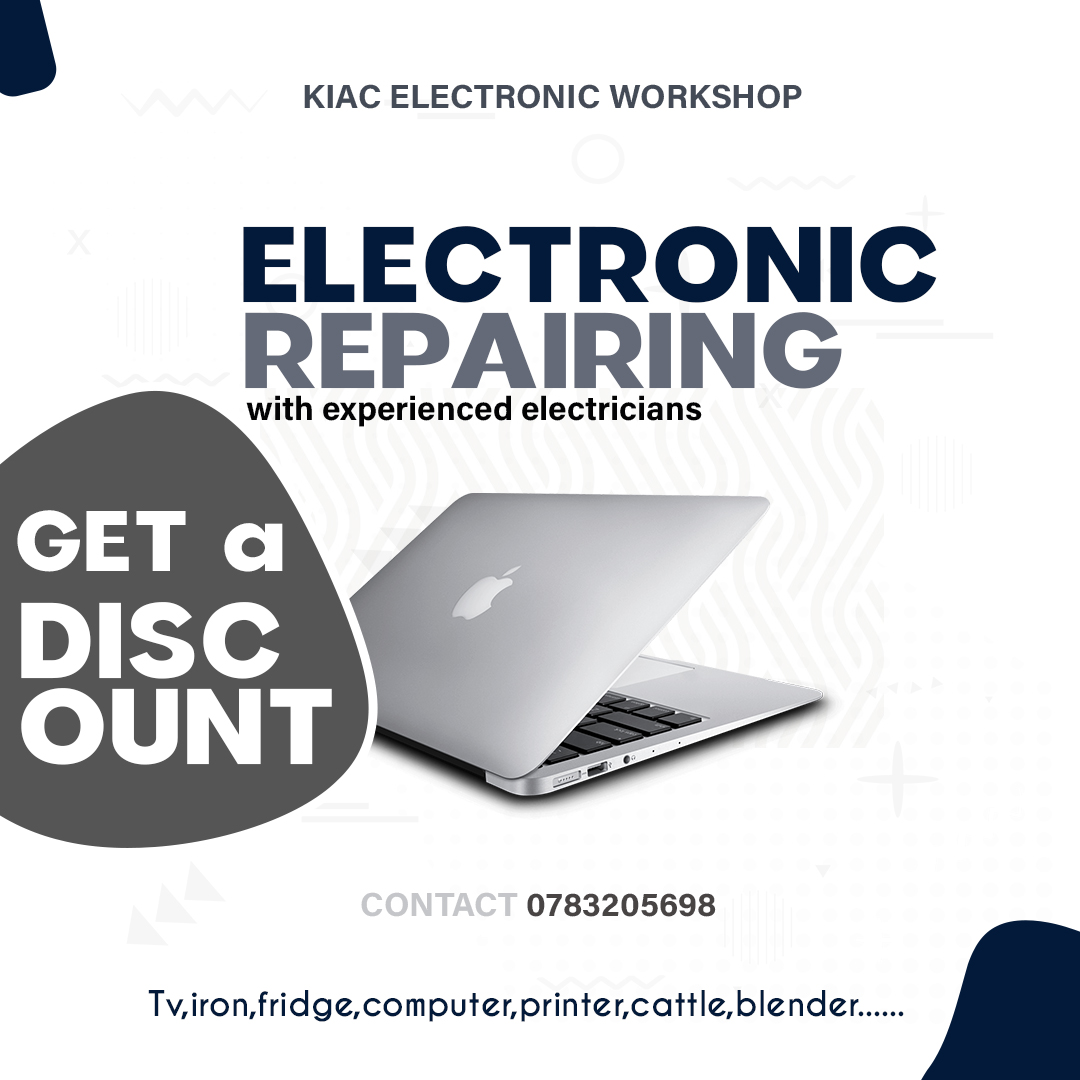 KIAC ELECTRONIC WORKSHOP
ELECTRONIC
REPAIRING
with experienced electricians
GET a
DISC
OUNT
CONTACT 0783205698
Tv,iron,fridge,computer,printer,cattle,blender......